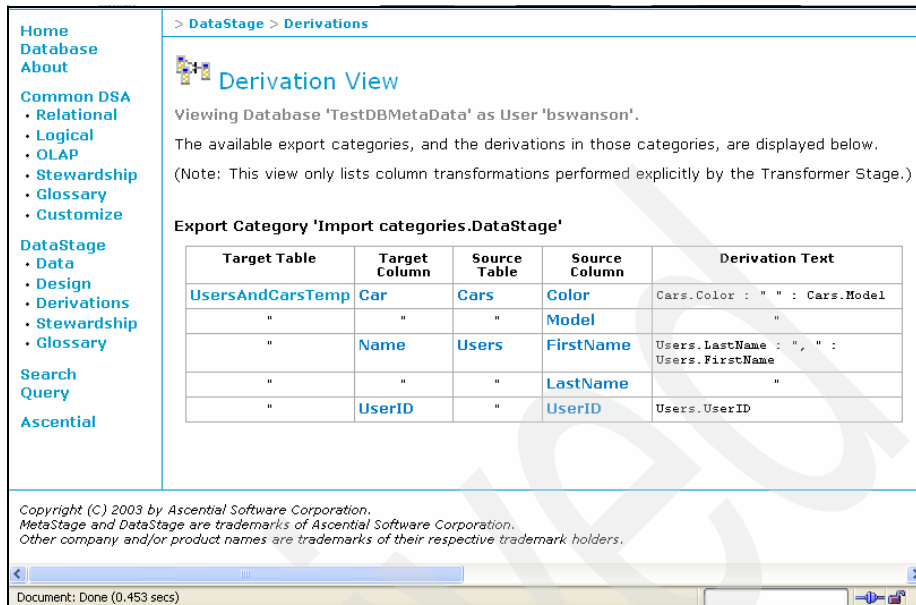 Home
Database
About
Common DSA
• Relational
• Logical
• OLAP
• Stewardship
• Glossary
• Customize
DataStage
• Data
• Design
• Derivations
• Stewardship
• Glossary
Search
Query
Ascential
> DataStage > Derivations
Derivation View
Viewing Database 'TestDBMetaData' as User 'bswanson'.
The available export categories, and the derivations in those categories, are displayed below.
(Note: This view only lists column transformations performed explicitly by the Transformer Stage.)
Export Category 'Import categories.DataStage'
Target Table Target Column Source Table Source Column Derivation Text
UsersAndCarsTemp Car Cars Color Cars.Color : " " : Cars.Model
" " " Model "
" Name Users FirstName Users.LastName : ", " : Users.FirstName
" " " LastName "
" UserID " UserID Users.UserID
Copyright (C) 2003 by Ascential Software Corporation.
MetaStage and DataStage are trademarks of Ascential Software Corporation.
Other company and/or product names are trademarks of their respective trademark holders.
Document: Done (0.453 secs)